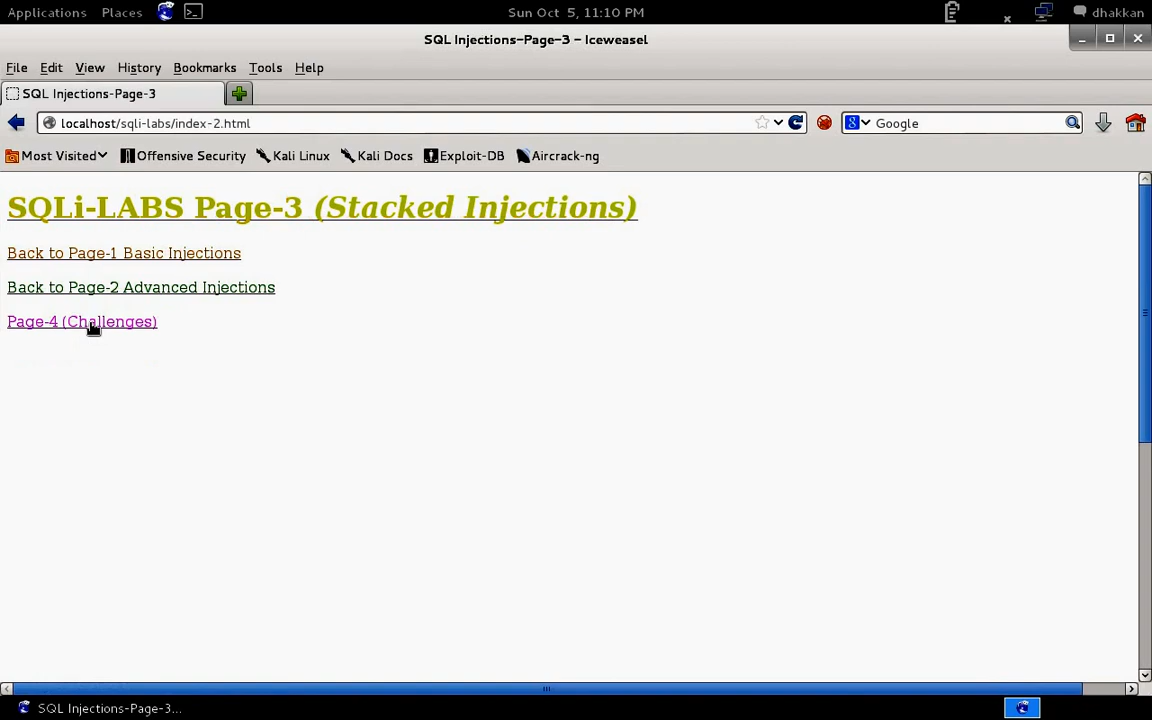 Applications Places Sun Oct 5, 11:10 PM dhakkan
SQL Injections-Page-3 - Iceweasel
File Edit View History Bookmarks Tools Help
SQL Injections-Page-3
localhost/sqli-labs/index-2.html Google
Most Visited Offensive Security Kali Linux Kali Docs Exploit-DB Aircrack-ng
SQLi-LABS Page-3 (Stacked Injections)
Back to Page-1 Basic Injections
Back to Page-2 Advanced Injections
Page-4 (Challenges)
SQL Injections-Page-3...